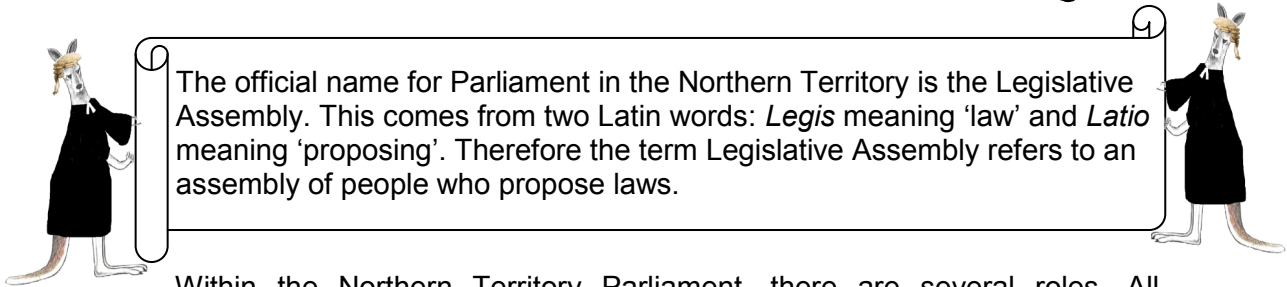 The official name for Parliament in the Northern Territory is the Legislative
Assembly. This comes from two Latin words: Legis meaning ‘law’ and Latio
meaning ‘proposing’. Therefore the term Legislative Assembly refers to an
assembly of people who propose laws.
Within the Northern Territory Parliament, there are several roles. All